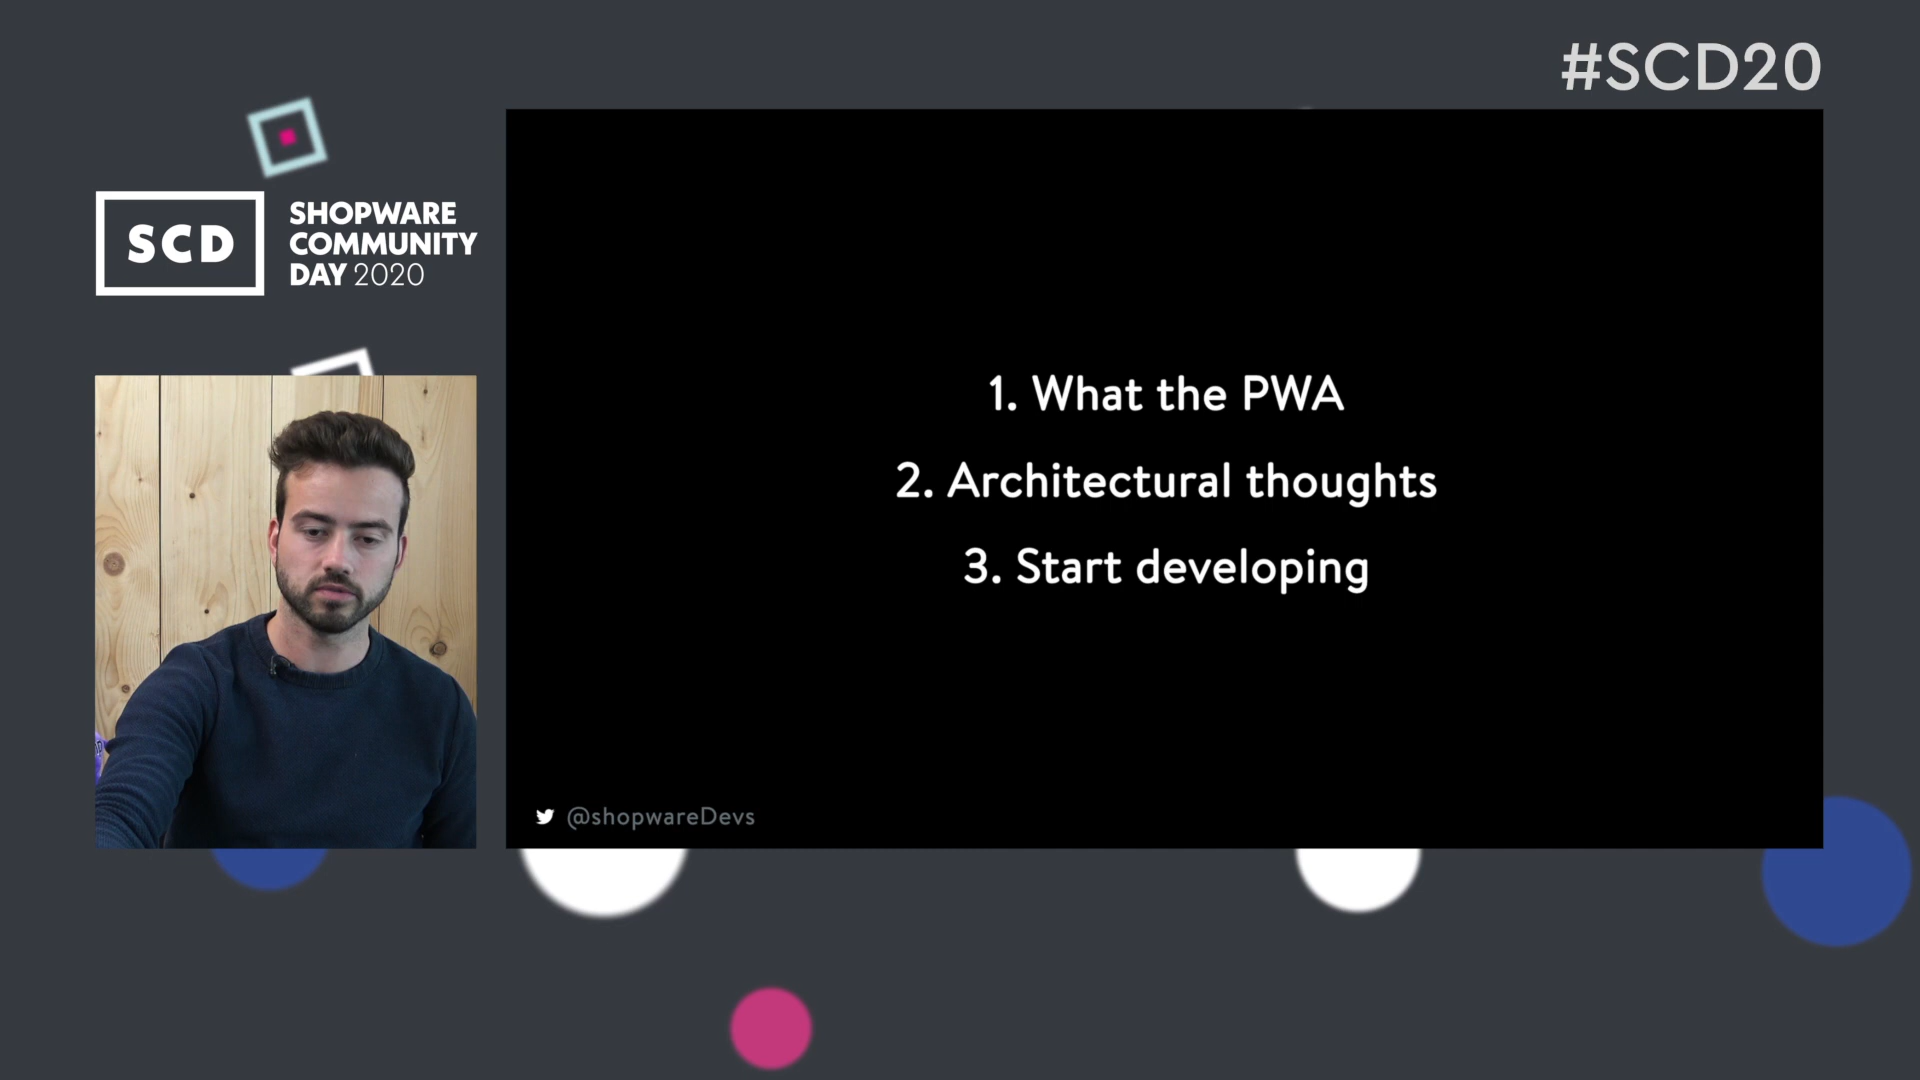 #SCD20
SCD
SHOPWARE
COMMUNITY
DAY 2020
1. What the PWA
2. Architectural thoughts
3. Start developing
@shopwareDevs